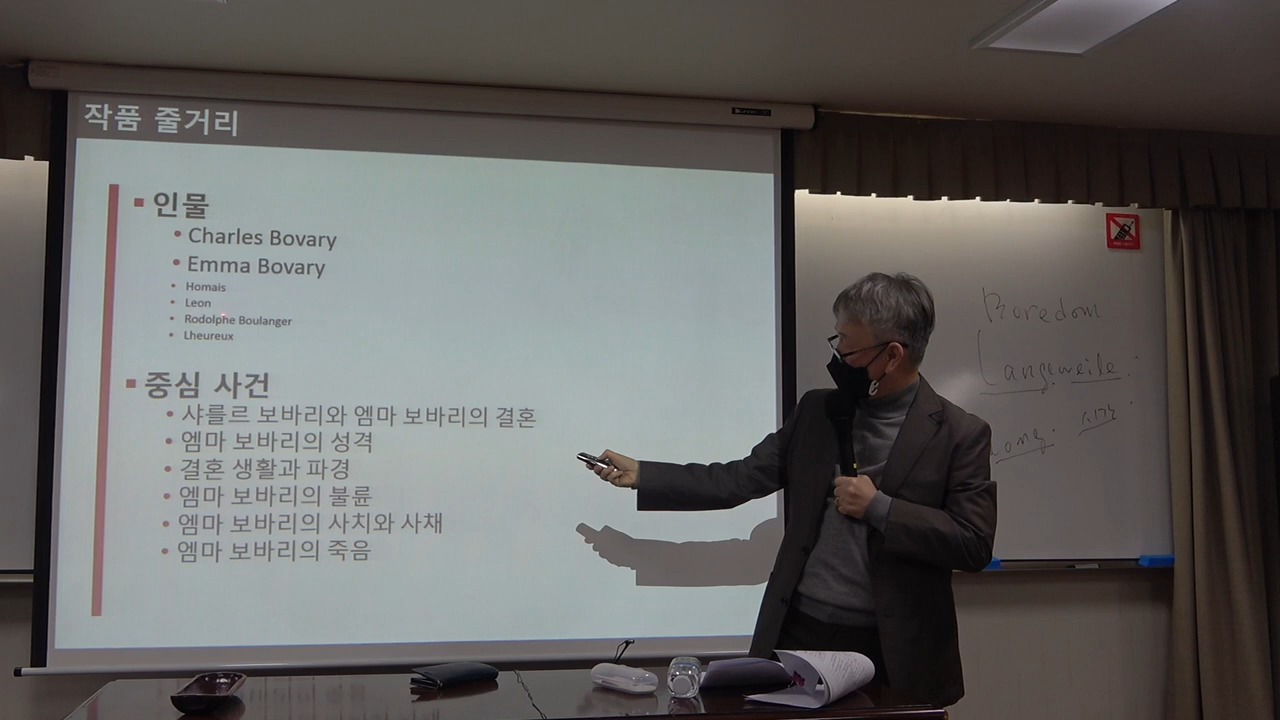 작품 줄거리
▪ 인물
• Charles Bovary
• Emma Bovary
• Homais
• Leon
• Rodolphe Boulanger
• Lheureux
▪ 중심 사건
• 샤를르 보바리와 엠마 보바리의 결혼
• 엠마 보바리의 성격
• 결혼 생활과 파경
• 엠마 보바리의 불륜
• 엠마 보바리의 사치와 사채
• 엠마 보바리의 죽음
Boredom
Langeweile
시간